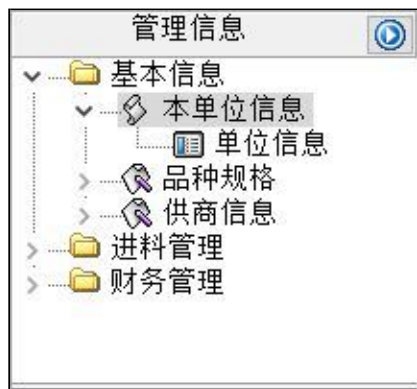 管理信息
基本信息
本单位信息
单位信息
品种规格
供商信息
进料管理
财务管理